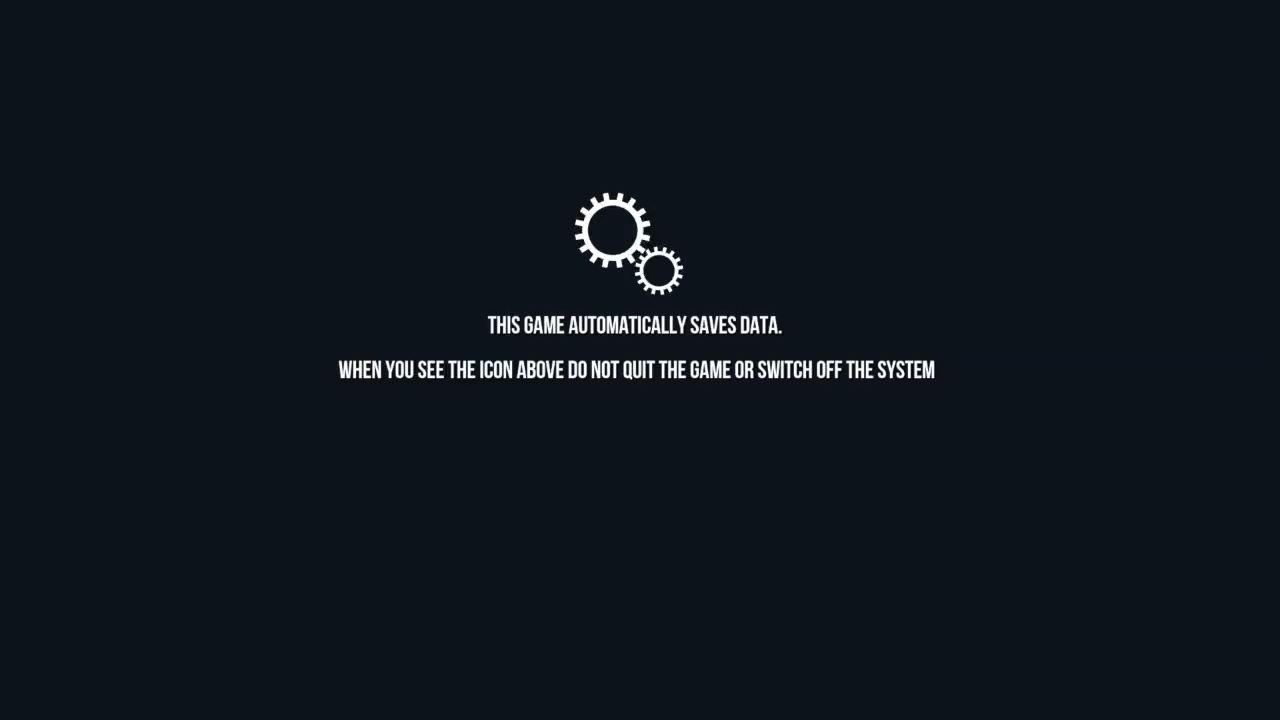 THIS GAME AUTOMATICALLY SAVES DATA.
WHEN YOU SEE THE ICON ABOVE DO NOT QUIT THE GAME OR SWITCH OFF THE SYSTEM